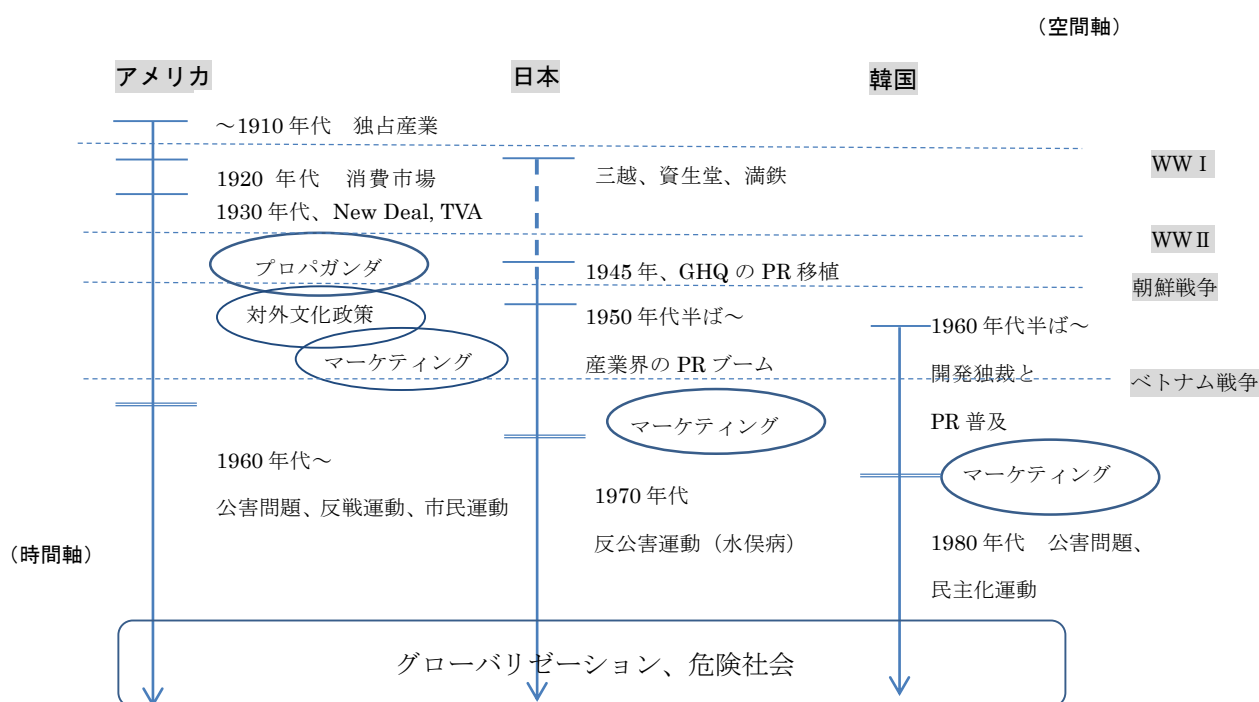 （空間軸）
アメリカ
日本
韓国
～1910 年代　独占産業
WWⅠ
1920 年代　消費市場
三越、資生堂、満鉄
1930 年代、New Deal, TVA
WWⅡ
プロパガンダ
1945 年、GHQ の PR 移植
朝鮮戦争
対外文化政策
1950 年代半ば～
1960 年代半ば～
マーケティング
産業界の PR ブーム
開発独裁と
ベトナム戦争
マーケティング
PR 普及
1960 年代～
マーケティング
公害問題、反戦運動、市民運動
1970 年代
反公害運動（水俣病）
1980 年代　公害問題、
（時間軸）
民主化運動
グローバリゼーション、危険社会